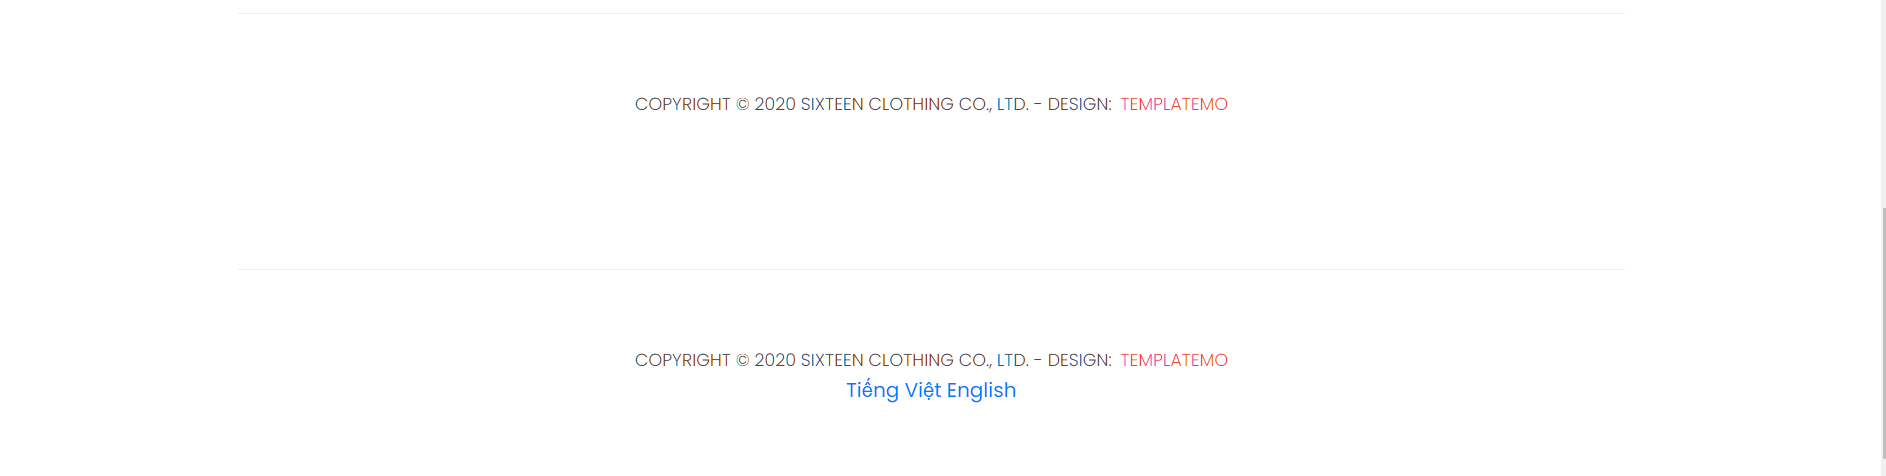 COPYRIGHT © 2020 SIXTEEN CLOTHING CO., LTD. - DESIGN: TEMPLATEMO
COPYRIGHT © 2020 SIXTEEN CLOTHING CO., LTD. - DESIGN: TEMPLATEMO
Tiếng Việt English